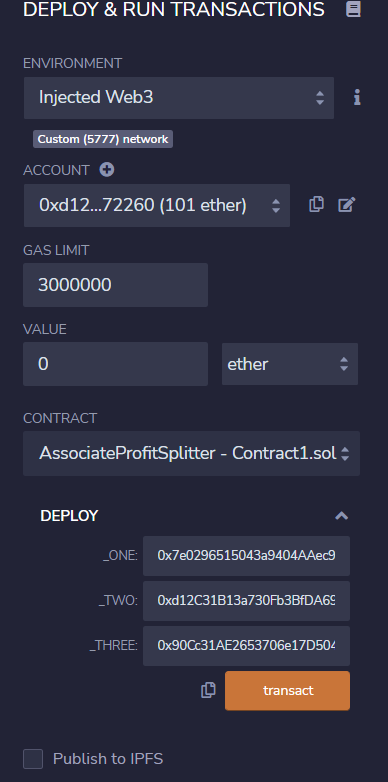 DEPLOY & RUN TRANSACTIONS
ENVIRONMENT
Injected Web3
Custom (5777) network
ACCOUNT
0xd12...72260 (101 ether)
GAS LIMIT
3000000
VALUE
0 ether
CONTRACT
AssociateProfitSplitter - Contract1.sol
DEPLOY
_ONE: 0x7e0296515043a9404AAec9
_TWO: 0xd12C31B13a730Fb3BfDA69
_THREE: 0x90Cc31AE2653706e17D504
transact
Publish to IPFS